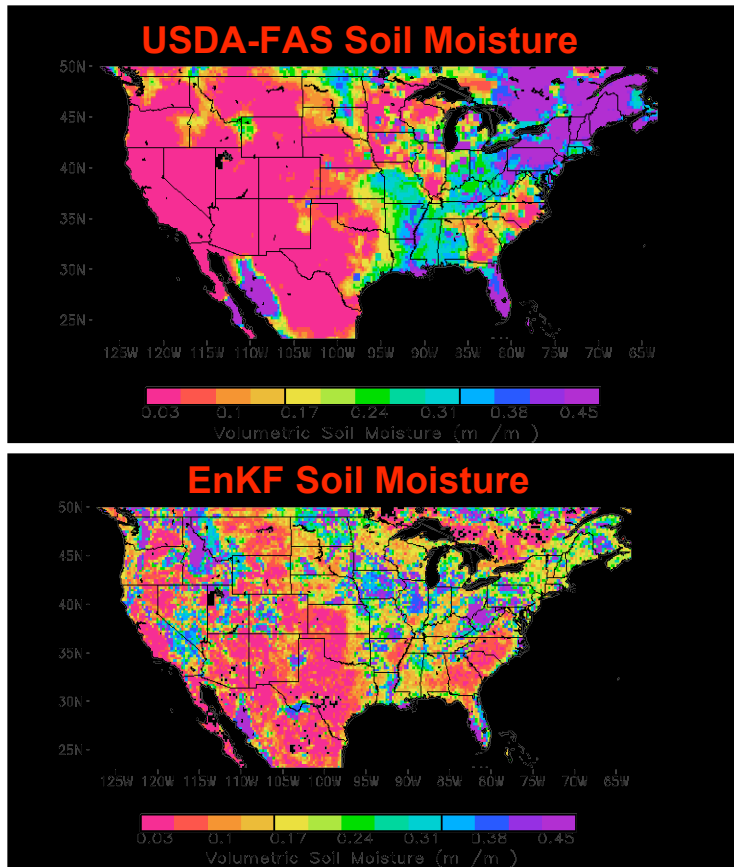 USDA-FAS Soil Moisture
50N
45N
40N
35N
30N
25N
125W 120W 115W 110W 105W 100W 95W 90W 85W 80W 75W 70W 65W
0.03 0.1 0.17 0.24 0.31 0.38 0.45
Volumetric Soil Moisture (m /m )
EnKF Soil Moisture
50N
45N
40N
35N
30N
25N
125W 120W 115W 110W 105W 100W 95W 90W 85W 80W 75W 70W 65W
0.03 0.1 0.17 0.24 0.31 0.38 0.45
Volumetric Soil Moisture (m /m )